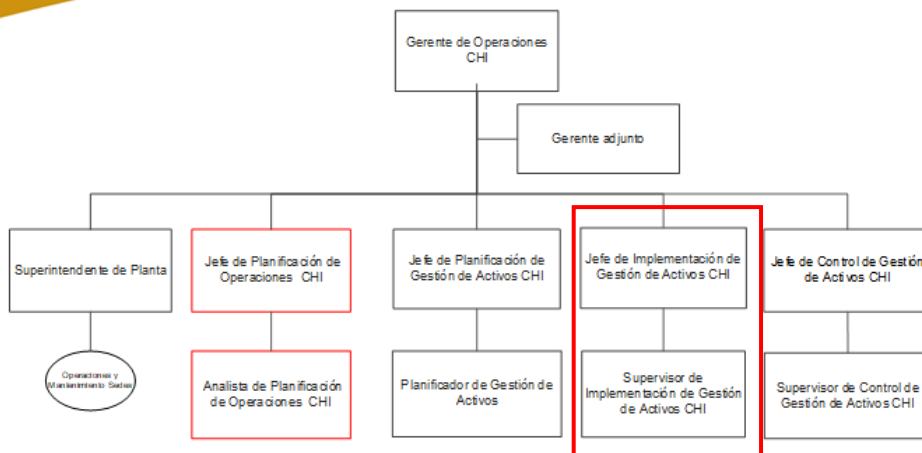 Gerente de Operaciones
CHI
Gerente adjunto
Superintendente de Planta
Jefe de Planificación de
Operaciones CHI
Jefe de Planificación de
Gestión de Activos CHI
Jefe de Implementación de
Gestión de Activos CHI
Jefe de Control de Gestión
de Activos CHI
Operaciones y
Mantenimiento Sedes
Analista de Planificación
de Operaciones CHI
Planificador de Gestión de
Activos
Supervisor de
Implementación de Gestión
de Activos CHI
Supervisor de Control de
Gestión de Activos CHI